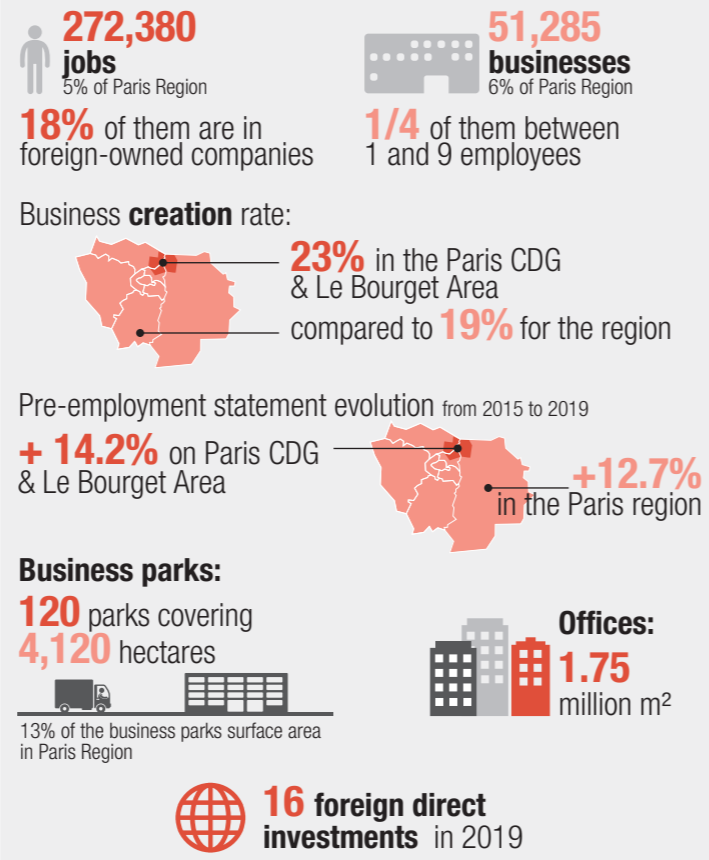 272,380
jobs
5% of Paris Region
18% of them are in
foreign-owned companies
51,285
businesses
6% of Paris Region
1/4 of them between
1 and 9 employees
Business creation rate:
23% in the Paris CDG
& Le Bourget Area
compared to 19% for the region
Pre-employment statement evolution from 2015 to 2019
+ 14.2% on Paris CDG
& Le Bourget Area
+12.7%
in the Paris region
Business parks:
120 parks covering
4,120 hectares
13% of the business parks surface area
in Paris Region
Offices:
1.75
million m²
16 foreign direct
investments in 2019